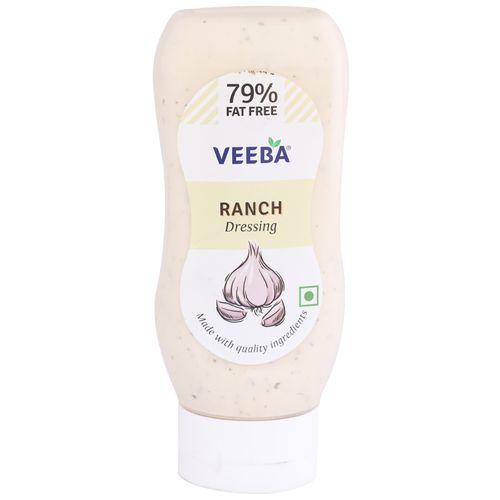 79%
FAT FREE
VEEBA®
RANCH
Dressing
Made with quality ingredients